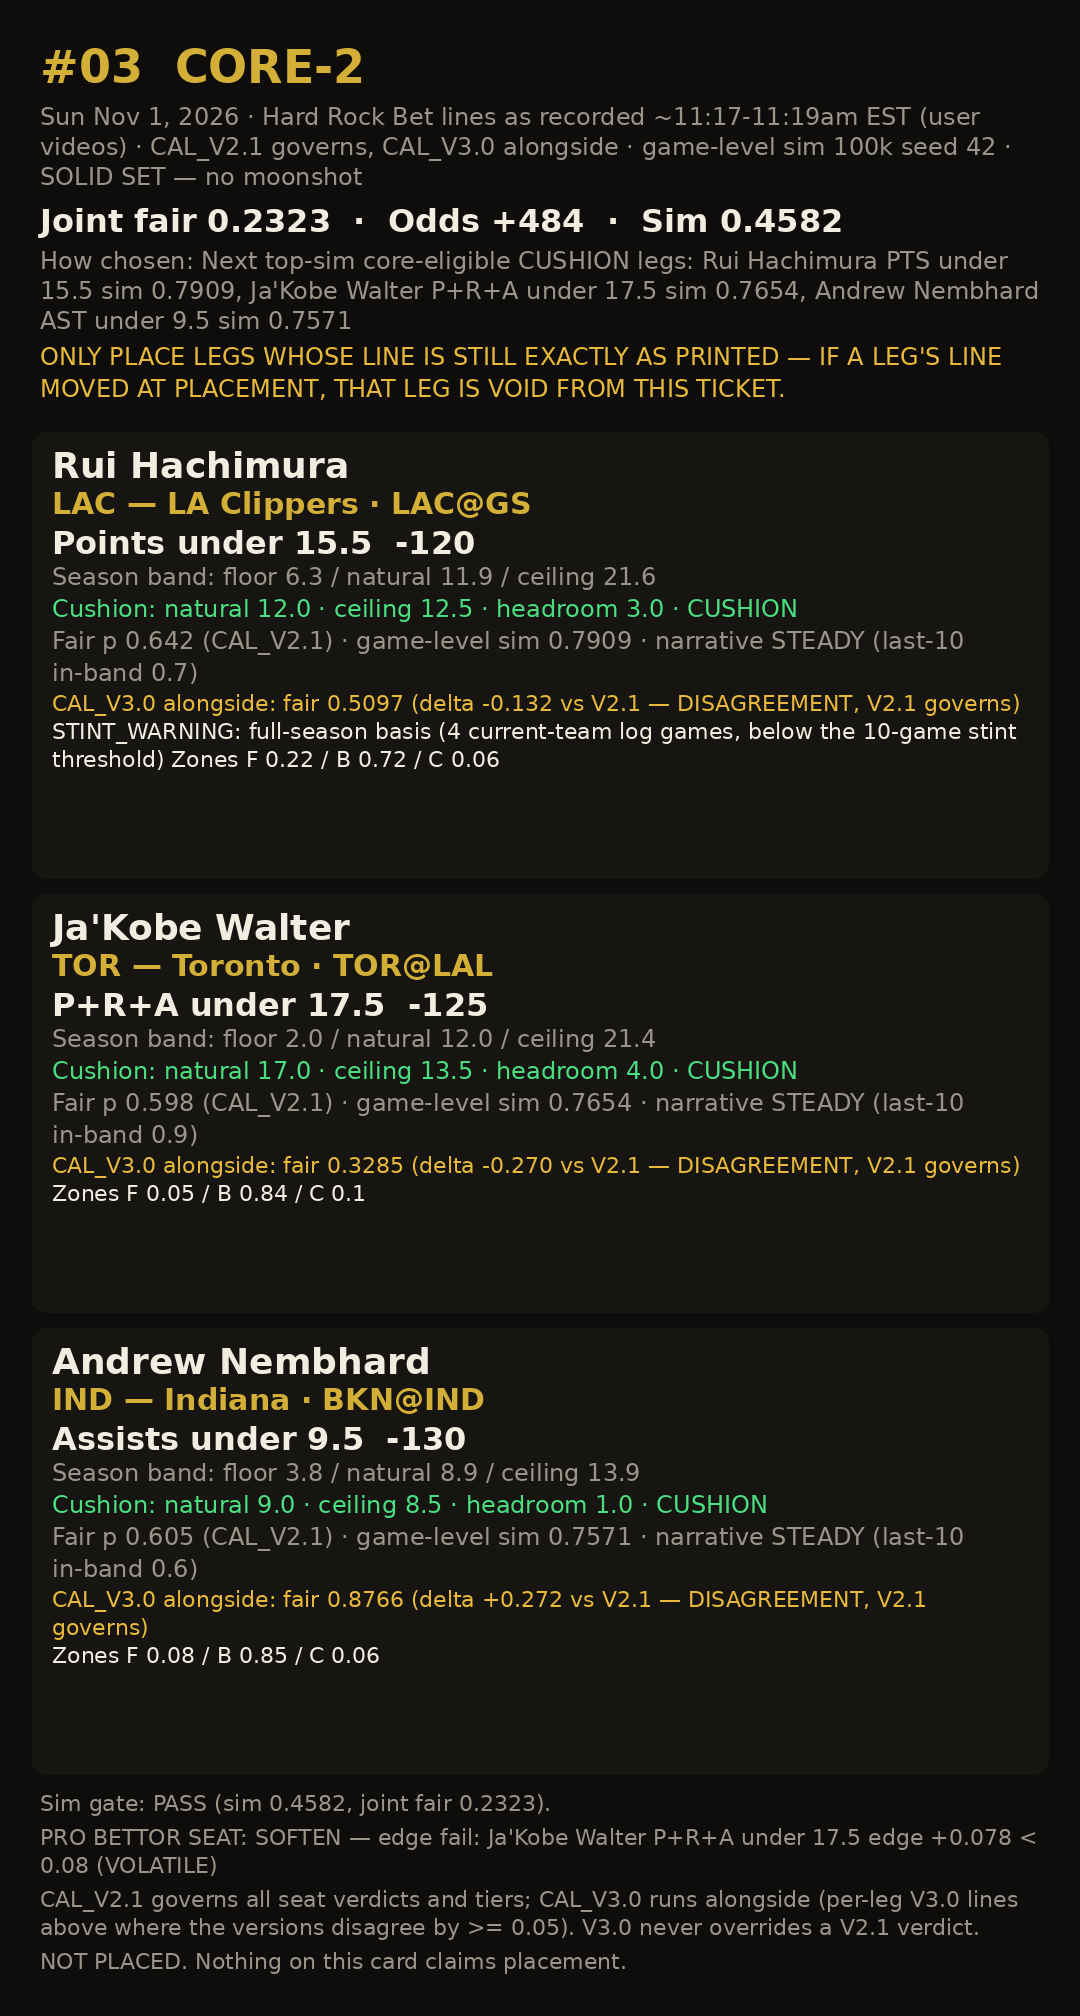 #03 CORE-2
Sun Nov 1, 2026 · Hard Rock Bet lines as recorded ~11:17-11:19am EST (user
videos) · CAL_V2.1 governs, CAL_V3.0 alongside · game-level sim 100k seed 42 ·
SOLID SET — no moonshot
Joint fair 0.2323 · Odds +484 · Sim 0.4582
How chosen: Next top-sim core-eligible CUSHION legs: Rui Hachimura PTS under
15.5 sim 0.7909, Ja'Kobe Walter P+R+A under 17.5 sim 0.7654, Andrew Nembhard
AST under 9.5 sim 0.7571
ONLY PLACE LEGS WHOSE LINE IS STILL EXACTLY AS PRINTED — IF A LEG'S LINE
MOVED AT PLACEMENT, THAT LEG IS VOID FROM THIS TICKET.
Rui Hachimura
LAC — LA Clippers · LAC@GS
Points under 15.5 -120
Season band: floor 6.3 / natural 11.9 / ceiling 21.6
Cushion: natural 12.0 · ceiling 12.5 · headroom 3.0 · CUSHION
Fair p 0.642 (CAL_V2.1) · game-level sim 0.7909 · narrative STEADY (last-10
in-band 0.7)
CAL_V3.0 alongside: fair 0.5097 (delta -0.132 vs V2.1 — DISAGREEMENT, V2.1 governs)
STINT_WARNING: full-season basis (4 current-team log games, below the 10-game stint
threshold) Zones F 0.22 / B 0.72 / C 0.06
Ja'Kobe Walter
TOR — Toronto · TOR@LAL
P+R+A under 17.5 -125
Season band: floor 2.0 / natural 12.0 / ceiling 21.4
Cushion: natural 17.0 · ceiling 13.5 · headroom 4.0 · CUSHION
Fair p 0.598 (CAL_V2.1) · game-level sim 0.7654 · narrative STEADY (last-10
in-band 0.9)
CAL_V3.0 alongside: fair 0.3285 (delta -0.270 vs V2.1 — DISAGREEMENT, V2.1 governs)
Zones F 0.05 / B 0.84 / C 0.1
Andrew Nembhard
IND — Indiana · BKN@IND
Assists under 9.5 -130
Season band: floor 3.8 / natural 8.9 / ceiling 13.9
Cushion: natural 9.0 · ceiling 8.5 · headroom 1.0 · CUSHION
Fair p 0.605 (CAL_V2.1) · game-level sim 0.7571 · narrative STEADY (last-10
in-band 0.6)
CAL_V3.0 alongside: fair 0.8766 (delta +0.272 vs V2.1 — DISAGREEMENT, V2.1
governs)
Zones F 0.08 / B 0.85 / C 0.06
Sim gate: PASS (sim 0.4582, joint fair 0.2323).
PRO BETTOR SEAT: SOFTEN — edge fail: Ja'Kobe Walter P+R+A under 17.5 edge +0.078 <
0.08 (VOLATILE)
CAL_V2.1 governs all seat verdicts and tiers; CAL_V3.0 runs alongside (per-leg V3.0 lines
above where the versions disagree by >= 0.05). V3.0 never overrides a V2.1 verdict.
NOT PLACED. Nothing on this card claims placement.